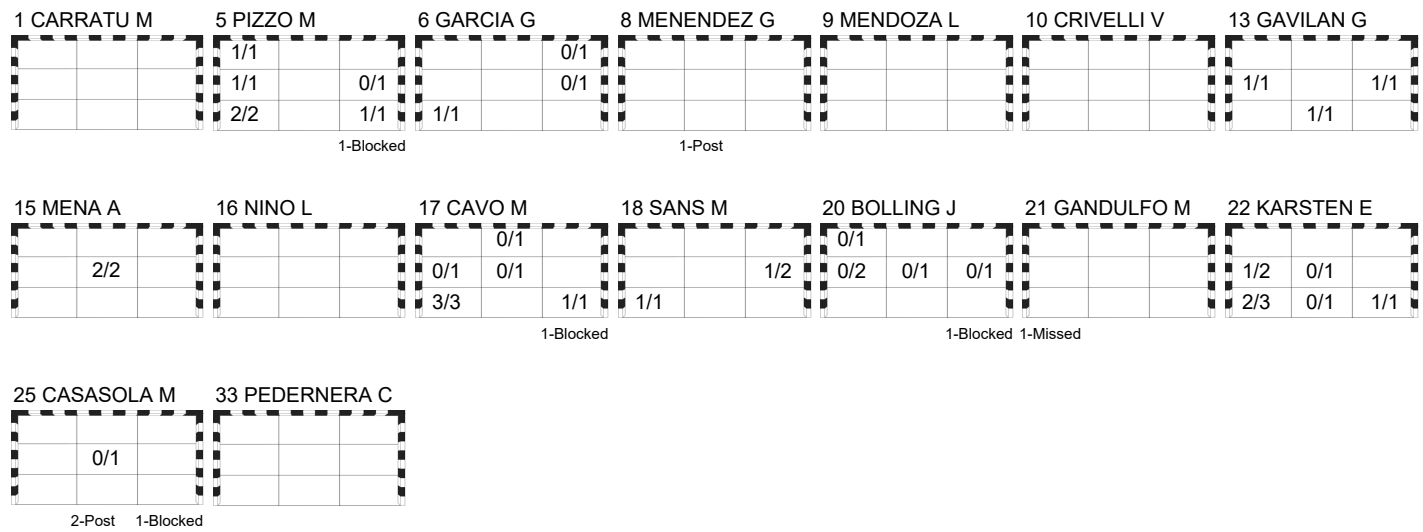 1 CARRATU M 5 PIZZO M 6 GARCIA G 8 MENENDEZ G 9 MENDOZA L 10 CRIVELLI V 13 GAVILAN G
1/1 0/1
1/1 0/1 0/1 1/1 1/1
2/2 1/1 1/1 1/1
1-Blocked 1-Post
15 MENA A 16 NINO L 17 CAVO M 18 SANS M 20 BOLLING J 21 GANDULFO M 22 KARSTEN E
0/1 0/1
2/2 0/1 0/1 1/2 0/2 0/1 0/1 1/2 0/1
3/3 1/1 1/1 2/3 0/1 1/1
1-Blocked 1-Blocked 1-Missed
25 CASASOLA M 33 PEDERNERA C
0/1
2-Post 1-Blocked